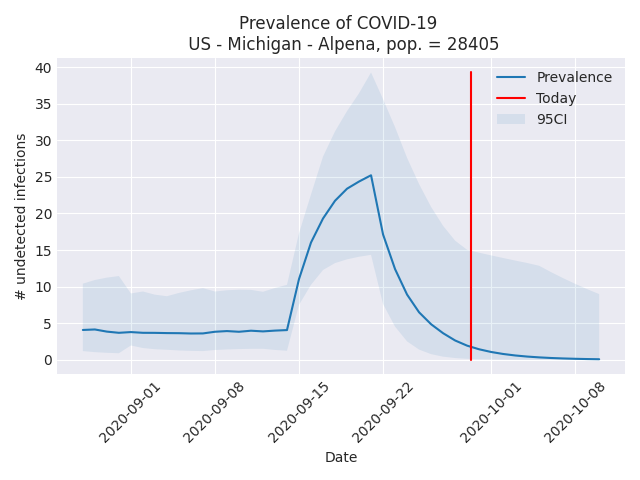 Prevalence of COVID-19
US - Michigan - Alpena, pop. = 28405
40
35
30
25
20
15
10
5
0
# undetected infections
Prevalence
Today
95CI
2020-09-01
2020-09-08
2020-09-15
2020-09-22
2020-10-01
2020-10-08
Date